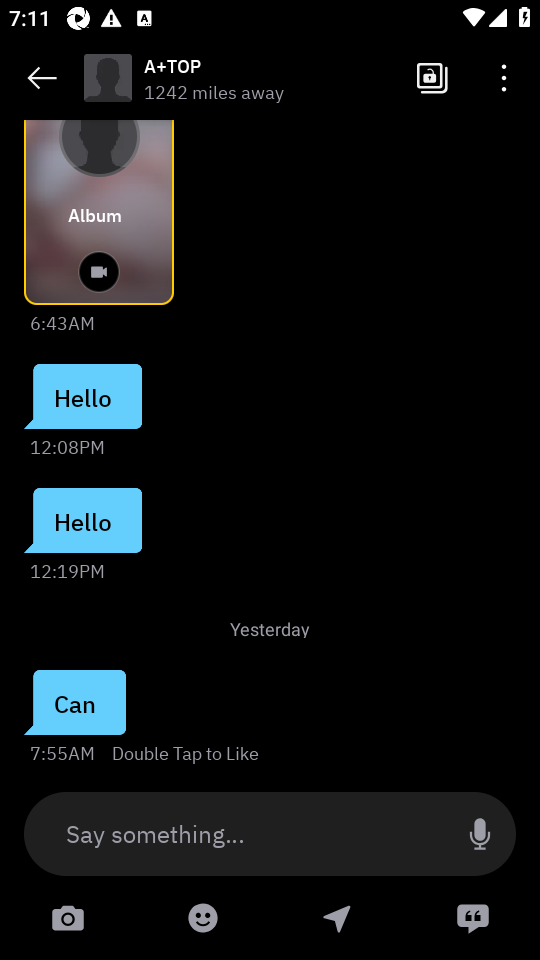 7:11
A+TOP
1242 miles away
Album
6:43AM
Hello
12:08PM
Hello
12:19PM
Yesterday
Can
7:55AM Double Tap to Like
Say something...